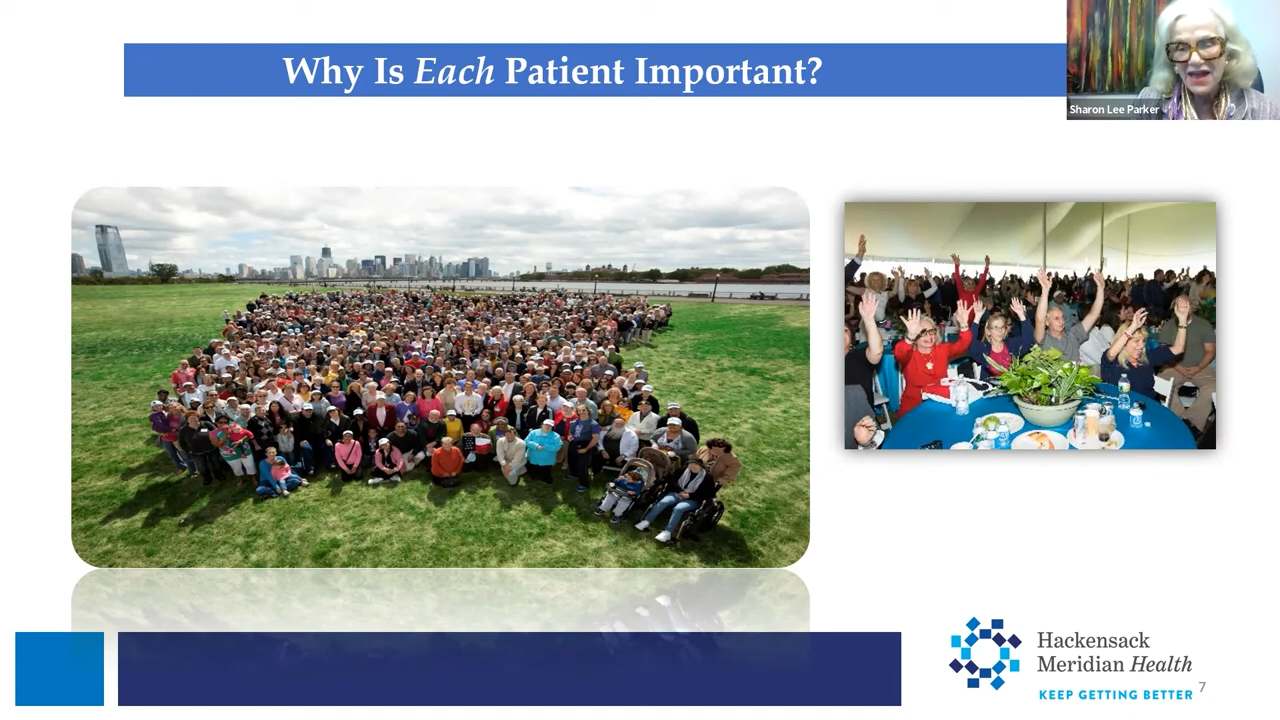 Why Is Each Patient Important?
Sharon Lee Parker
Hackensack
Meridian Health
KEEP GETTING BETTER
7